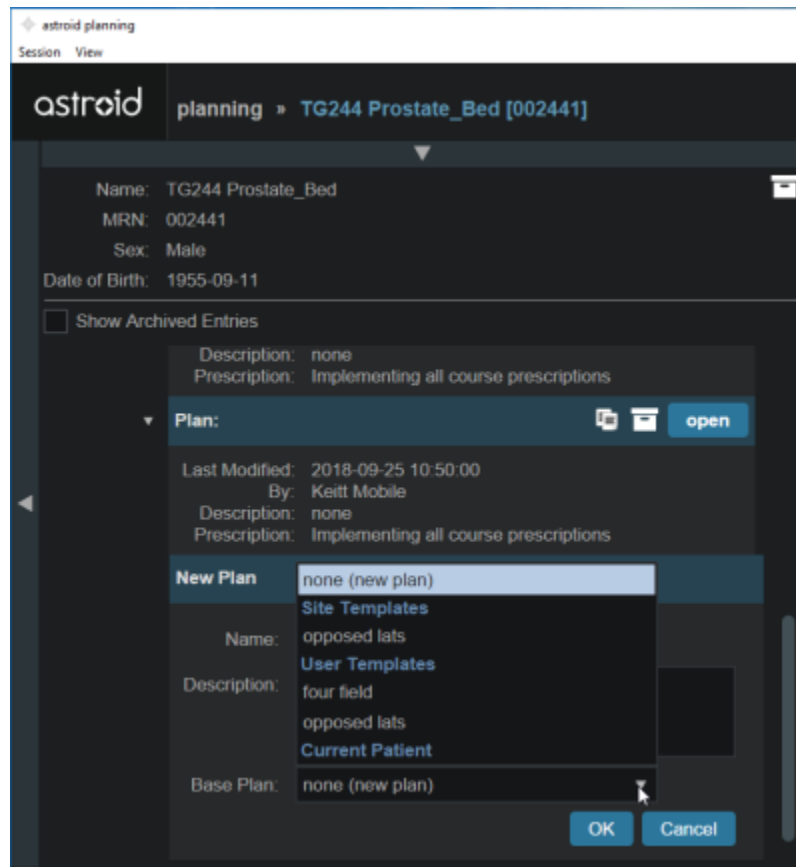 astroid planning
Session View
astroid planning » TG244 Prostate_Bed [002441]
Name: TG244 Prostate_Bed
MRN: 002441
Sex: Male
Date of Birth: 1955-09-11
Show Archived Entries
Description: none
Prescription: Implementing all course prescriptions
Plan: open
Last Modified: 2018-09-25 10:50:00
By: Keitt Mobile
Description: none
Prescription: Implementing all course prescriptions
New Plan none (new plan)
Site Templates
Name: opposed lats
User Templates
Description: four field
opposed lats
Current Patient
Base Plan: none (new plan)
OK Cancel